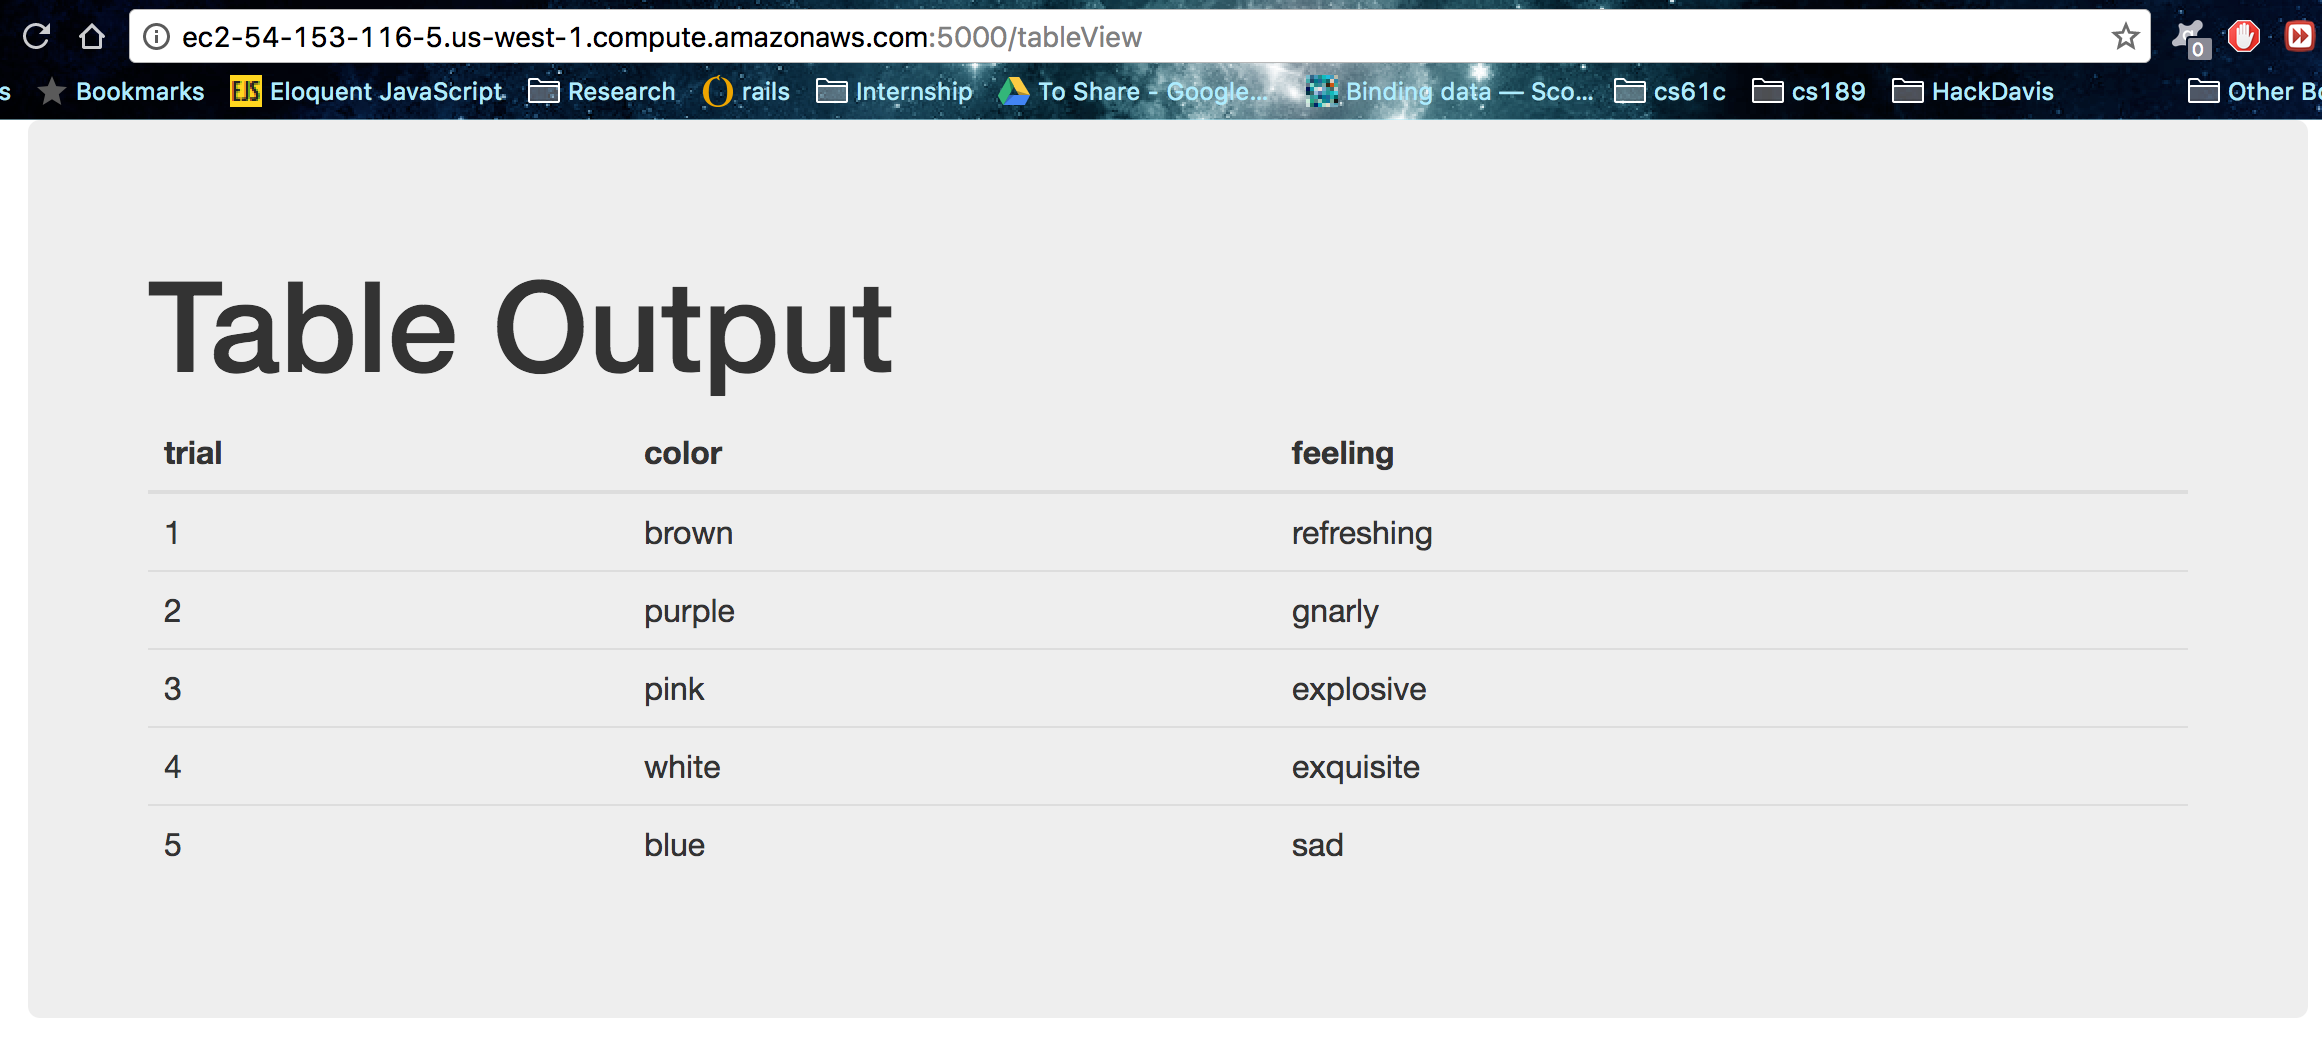 ec2-54-153-116-5.us-west-1.compute.amazonaws.com:5000/tableView
0
s Bookmarks EJS Eloquent JavaScript Research rails Internship To Share - Google... Binding data — Sco... cs61c cs189 HackDavis Other Bo
Table Output
trial color feeling
1 brown refreshing
2 purple gnarly
3 pink explosive
4 white exquisite
5 blue sad